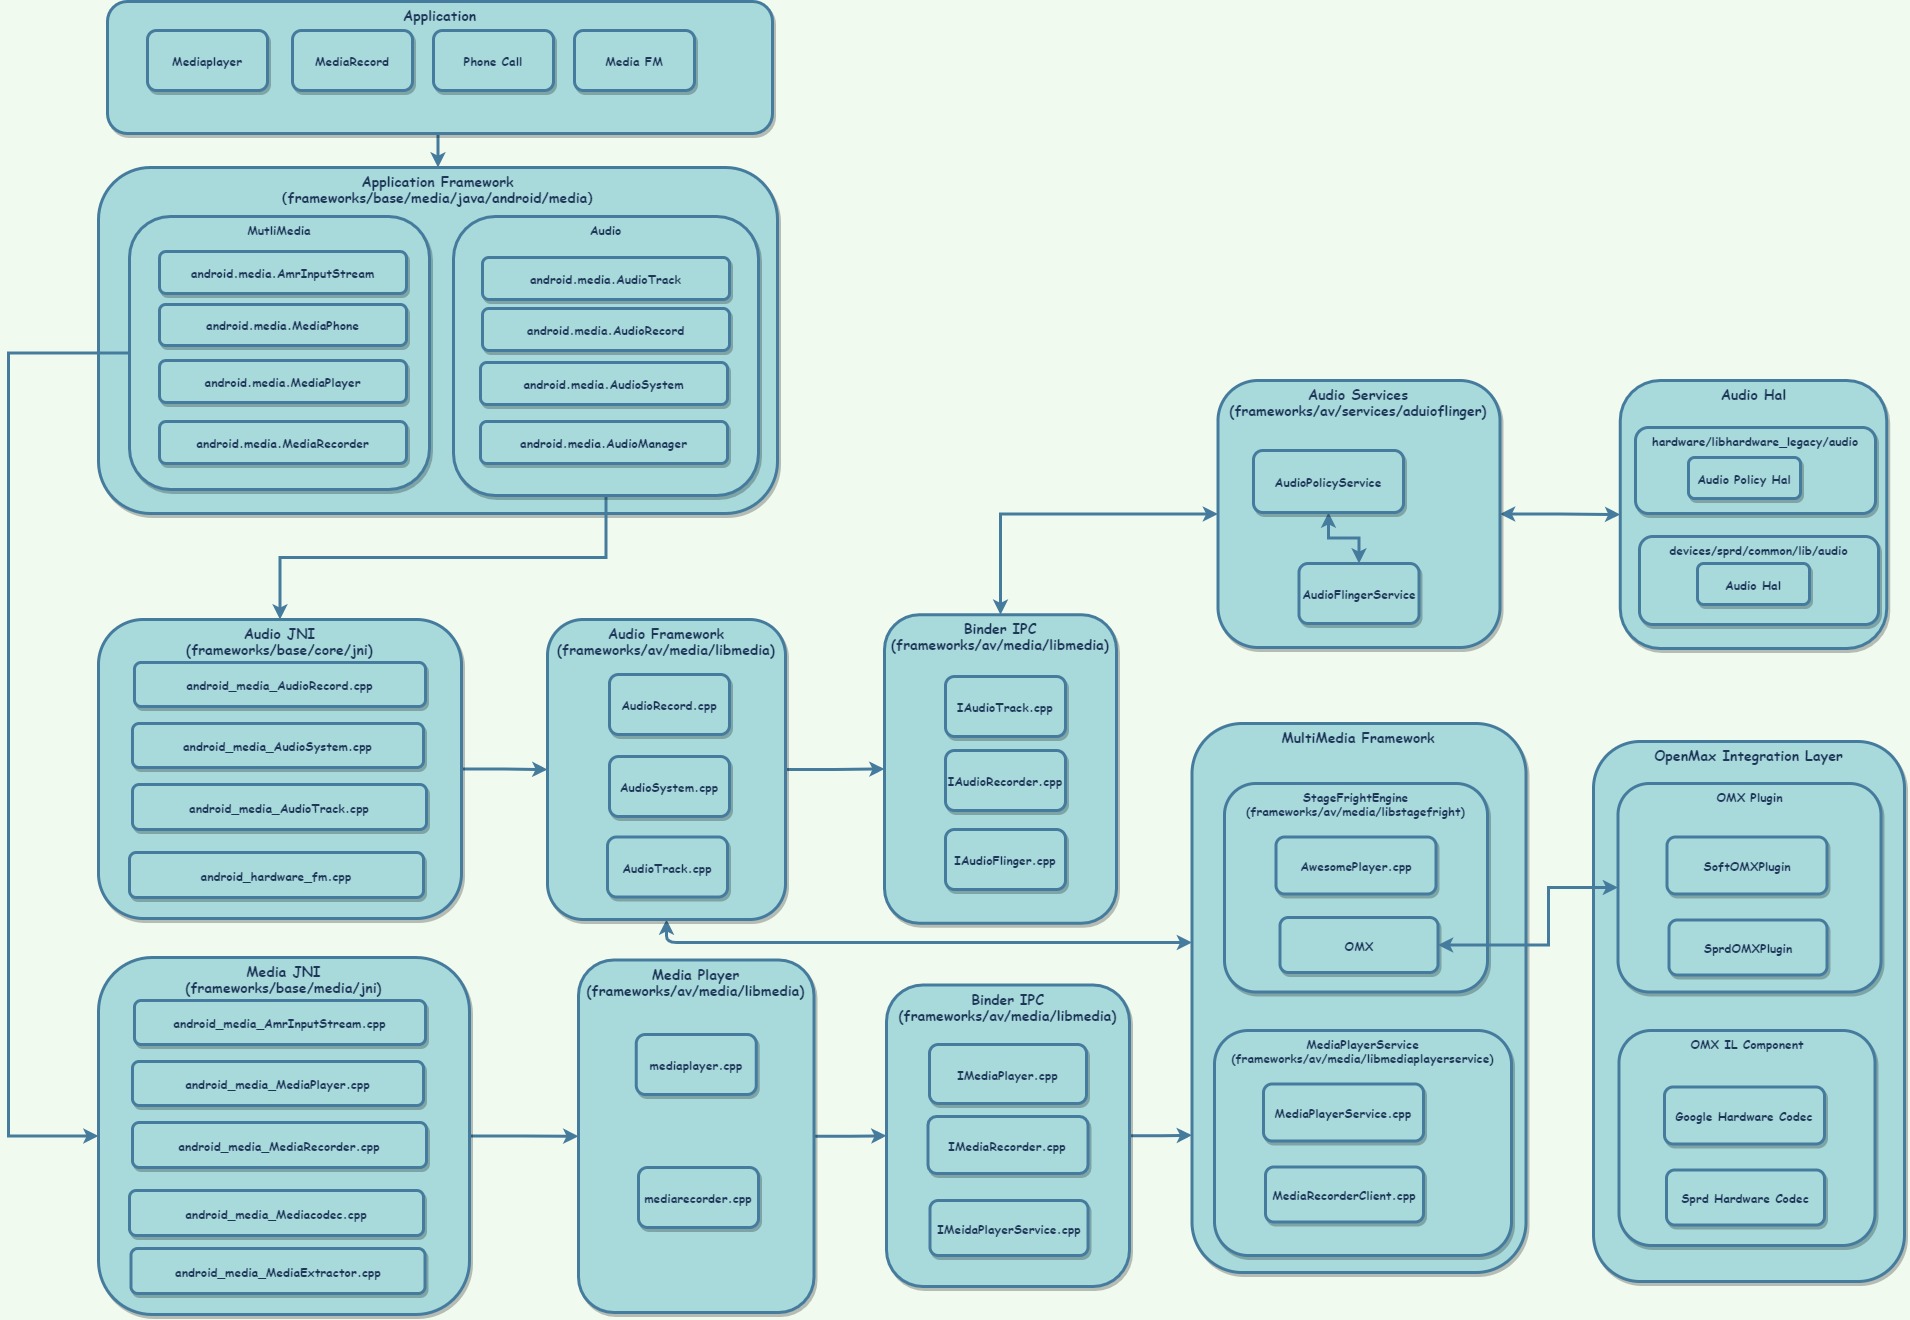 Application
Mediaplayer
MediaRecord
Phone Call
Media FM
Application Framework
(frameworks/base/media/java/android/media)
MutliMedia
android.media.AmrInputStream
android.media.MediaPhone
android.media.MediaPlayer
android.media.MediaRecorder
Audio
android.media.AudioTrack
android.media.AudioRecord
android.media.AudioSystem
android.media.AudioManager
Audio Services
(frameworks/av/services/aduioflinger)
AudioPolicyService
AudioFlingerService
Audio Hal
hardware/libhardware_legacy/audio
Audio Policy Hal
devices/sprd/common/lib/audio
Audio Hal
Audio JNI
(frameworks/base/core/jni)
android_media_AudioRecord.cpp
android_media_AudioSystem.cpp
android_media_AudioTrack.cpp
android_hardware_fm.cpp
Audio Framework
(frameworks/av/media/libmedia)
AudioRecord.cpp
AudioSystem.cpp
AudioTrack.cpp
Binder IPC
(frameworks/av/media/libmedia)
IAudioTrack.cpp
IAudioRecorder.cpp
IAudioFlinger.cpp
MultiMedia Framework
StageFrightEngine
(frameworks/av/media/libstagefright)
AwesomePlayer.cpp
OMX
MediaPlayerService
(frameworks/av/media/libmediaplayerservice)
MediaPlayerService.cpp
MediaRecorderClient.cpp
OpenMax Integration Layer
OMX Plugin
SoftOMXPlugin
SprdOMXPlugin
OMX IL Component
Google Hardware Codec
Sprd Hardware Codec
Media JNI
(frameworks/base/media/jni)
android_media_AmrInputStream.cpp
android_media_MediaPlayer.cpp
android_media_MediaRecorder.cpp
android_media_Mediacodec.cpp
android_media_MediaExtractor.cpp
Media Player
(frameworks/av/media/libmedia)
mediaplayer.cpp
mediarecorder.cpp
Binder IPC
(frameworks/av/media/libmedia)
IMediaPlayer.cpp
IMediaRecorder.cpp
IMeidaPlayerService.cpp